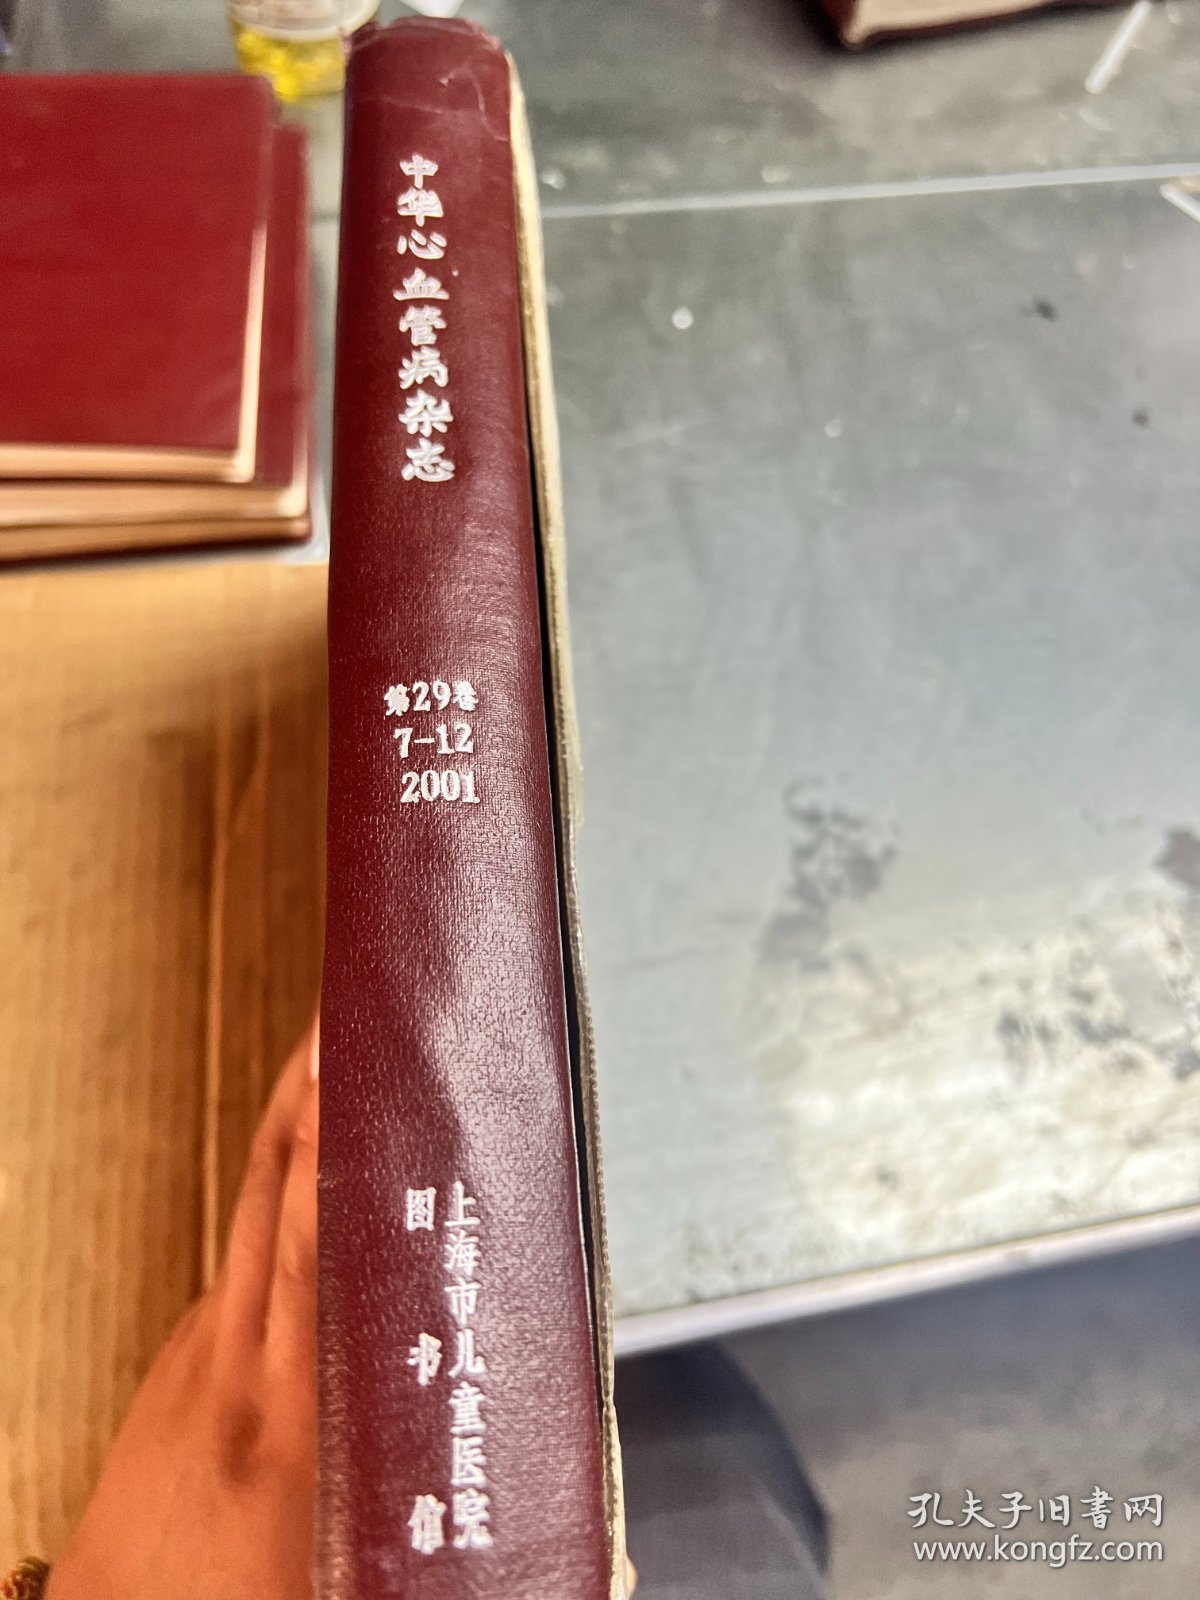 中华心血管病杂志
第29卷
7-12
2001
上海市儿童医院
图书馆
孔夫子旧书网
www.kongfz.com